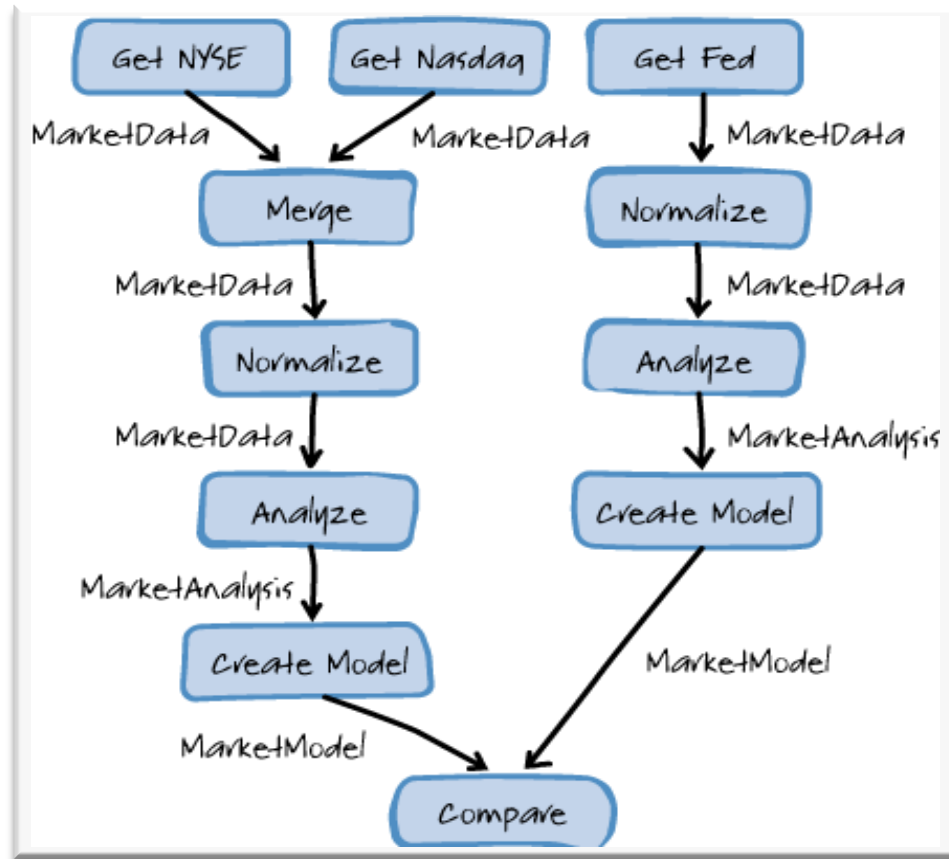 Get NYSE
Get Nasdaq
Get Fed
MarketData
MarketData
MarketData
Merge
Normalize
MarketData
MarketData
Normalize
Analyze
MarketData
MarketAnalysis
Analyze
Create Model
MarketAnalysis
Create Model
MarketModel
MarketModel
Compare